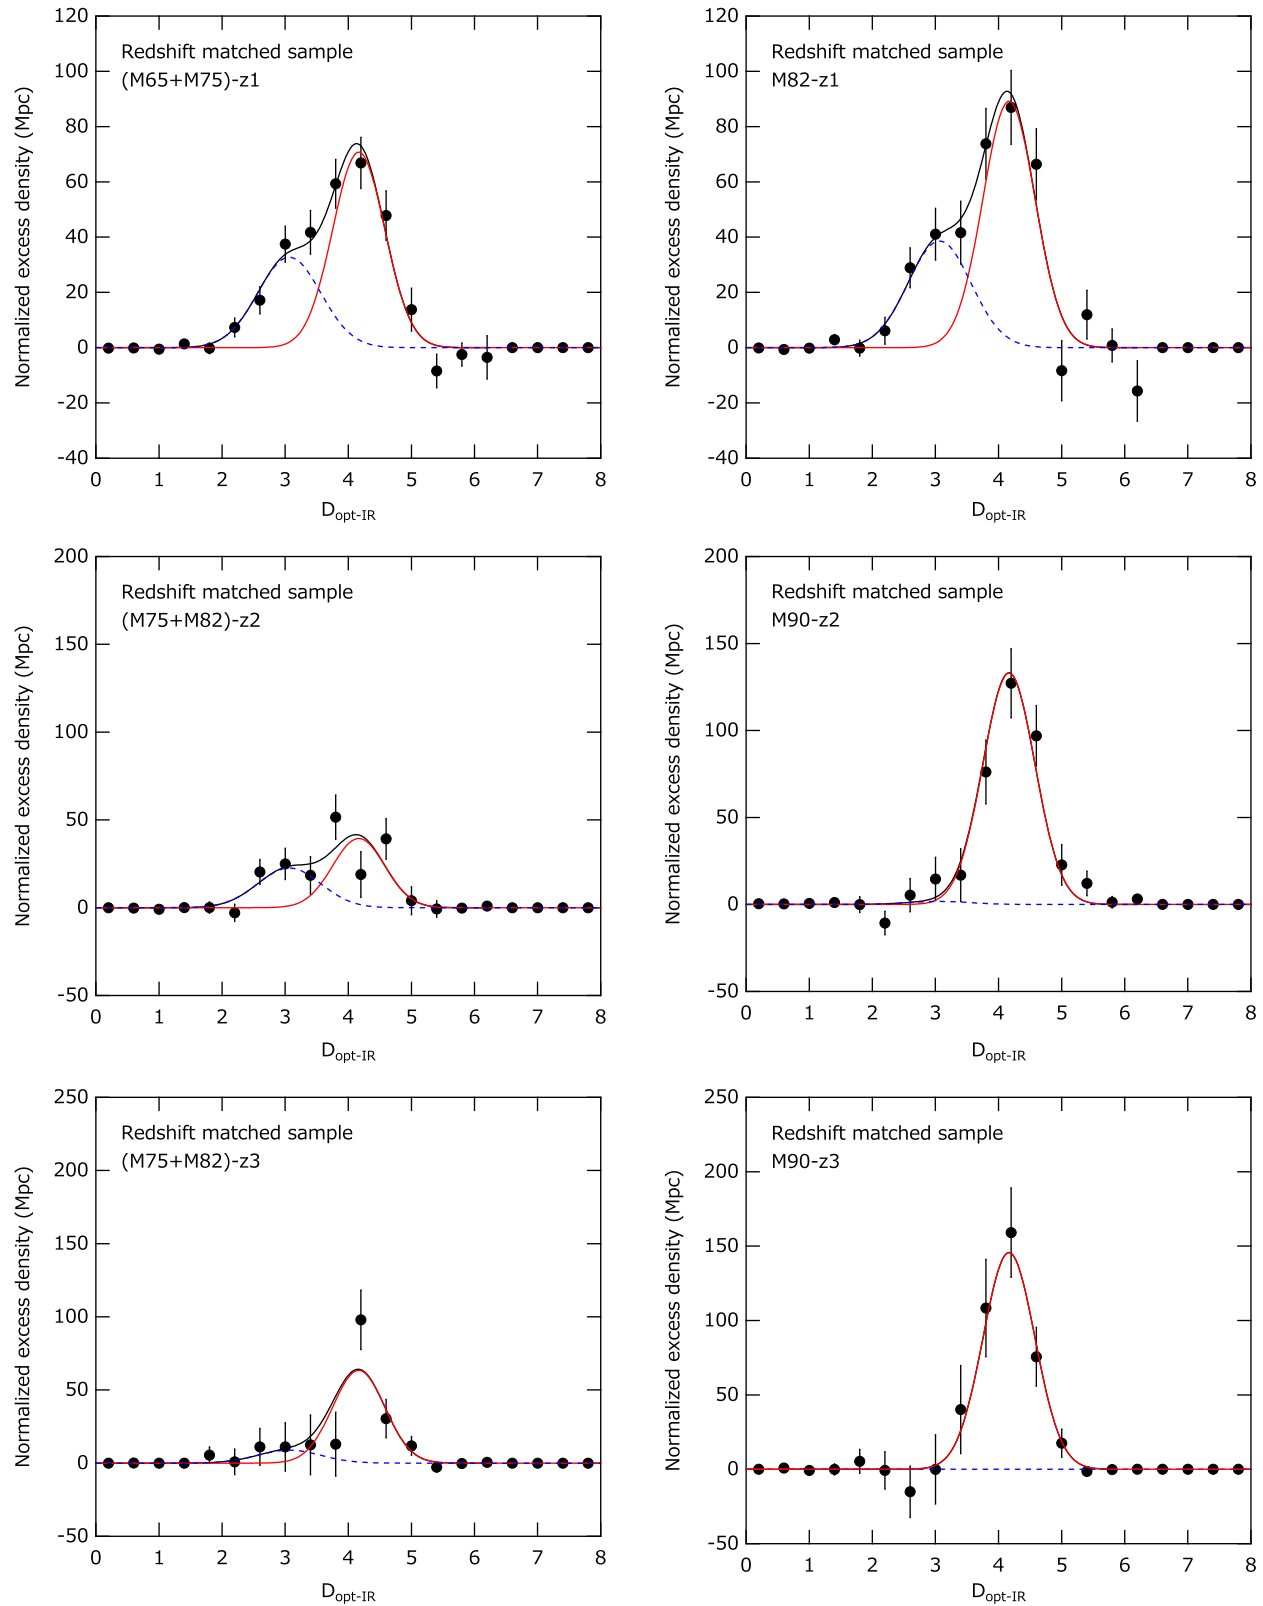 Redshift matched sample
(M65+M75)-z1
Normalized excess density (Mpc)
120
100
80
60
40
20
0
-20
-40
0 1 2 3 4 5 6 7 8
Dopt-IR
Redshift matched sample
M82-z1
Normalized excess density (Mpc)
120
100
80
60
40
20
0
-20
-40
0 1 2 3 4 5 6 7 8
Dopt-IR
Redshift matched sample
(M75+M82)-z2
Normalized excess density (Mpc)
200
150
100
50
0
-50
0 1 2 3 4 5 6 7 8
Dopt-IR
Redshift matched sample
M90-z2
Normalized excess density (Mpc)
200
150
100
50
0
-50
0 1 2 3 4 5 6 7 8
Dopt-IR
Redshift matched sample
(M75+M82)-z3
Normalized excess density (Mpc)
250
200
150
100
50
0
-50
0 1 2 3 4 5 6 7 8
Dopt-IR
Redshift matched sample
M90-z3
Normalized excess density (Mpc)
250
200
150
100
50
0
-50
0 1 2 3 4 5 6 7 8
Dopt-IR